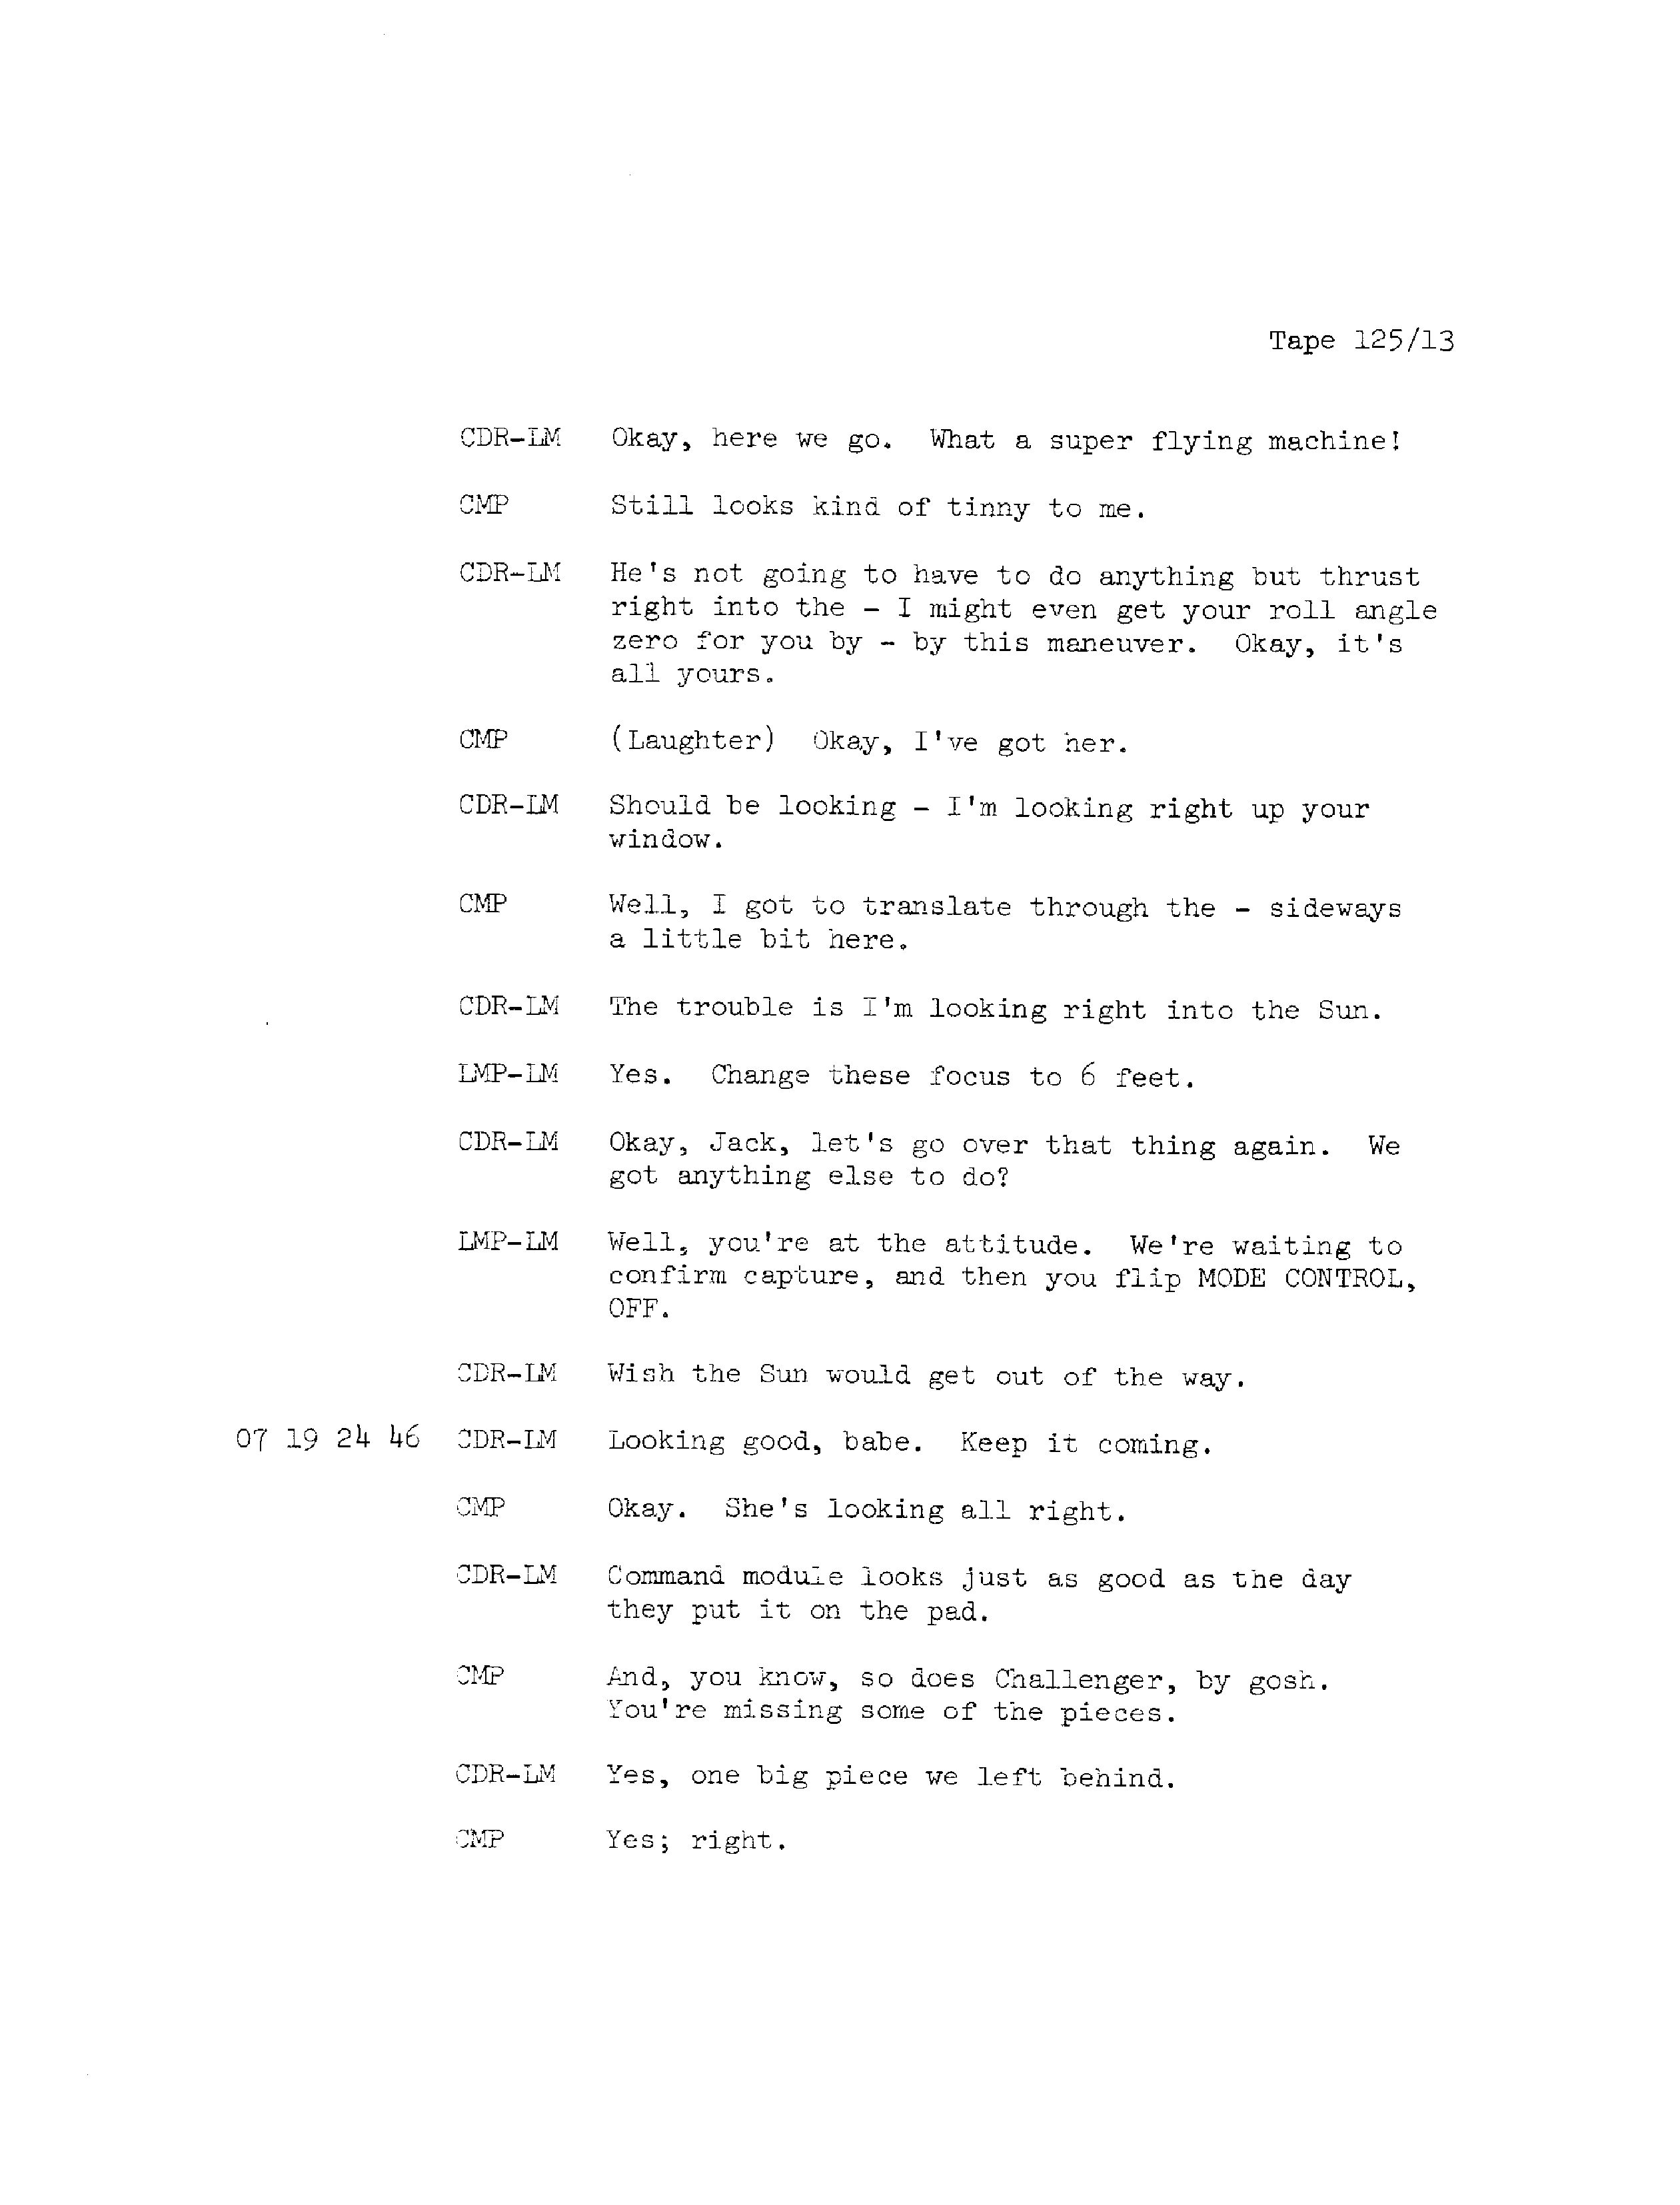 Tape 125/13
CDR-LM Okay, here we go. What a super flying machine!
CMP Still looks kind of tinny to me.
CDR-LM He's not going to have to do anything but thrust
right into the - I might even get your roll angle
zero for you by - by this maneuver. Okay, it's
all yours.
CMP (Laughter) Okay, I've got her.
CDR-LM Should be looking - I'm looking right up your
window.
CMP Well, I got to translate through the - sideways
a little bit here.
CDR-LM The trouble is I'm looking right into the Sun.
LMP-LM Yes. Change these focus to 6 feet.
CDR-LM Okay, Jack, let's go over that thing again. We
got anything else to do?
LMP-LM Well, you're at the attitude. We're waiting to
confirm capture, and then you flip MODE CONTROL,
OFF.
CDR-LM Wish the Sun would get out of the way.
07 19 24 46 CDR-LM Looking good, babe. Keep it coming.
CMP Okay. She's looking all right.
CDR-LM Command module looks just as good as the day
they put it on the pad.
CMP And, you know, so does Challenger, by gosh.
You're missing some of the pieces.
CDR-LM Yes, one big piece we left behind.
CMP Yes; right.